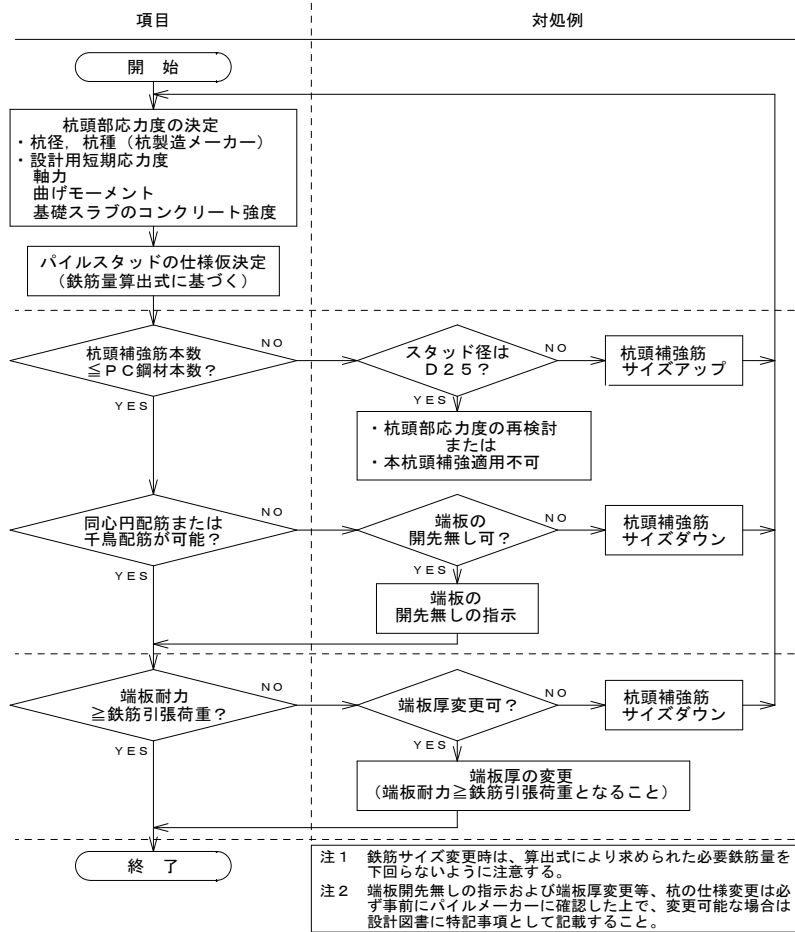 項目
対処例
開　始
杭頭部応力度の決定
・杭径，杭種（杭製造メーカー）
・設計用短期応力度
軸力
曲げモーメント
基礎スラブのコンクリート強度
パイルスタッドの仕様仮決定
（鉄筋量算出式に基づく）
杭頭補強筋本数
≦ＰＣ鋼材本数？
NO
YES
スタッド径は
Ｄ２５？
NO
YES
杭頭補強筋
サイズアップ
・杭頭部応力度の再検討
または
・本杭頭補強適用不可
同心円配筋または
千鳥配筋が可能？
NO
YES
端板の
開先無し可？
NO
YES
杭頭補強筋
サイズダウン
端板の
開先無しの指示
端板耐力
≧鉄筋引張荷重？
NO
YES
端板厚変更可？
NO
YES
杭頭補強筋
サイズダウン
端板厚の変更
（端板耐力≧鉄筋引張荷重となること）
終　了
注１　鉄筋サイズ変更時は、算出式により求められた必要鉄筋量を
下回らないように注意する。
注２　端板開先無しの指示および端板厚変更等、杭の仕様変更は必
ず事前にパイルメーカーに確認した上で、変更可能な場合は
設計図書に特記事項として記載すること。